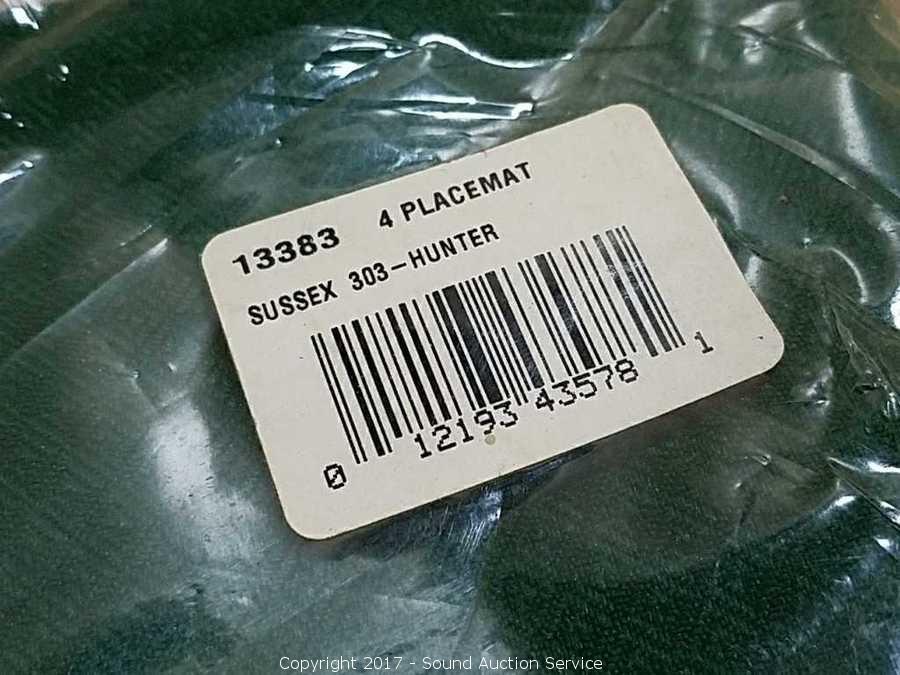 13383 4 PLACEMAT
SUSSEX 303-HUNTER
0 12193 43578 1
Copyright 2017 - Sound Auction Service